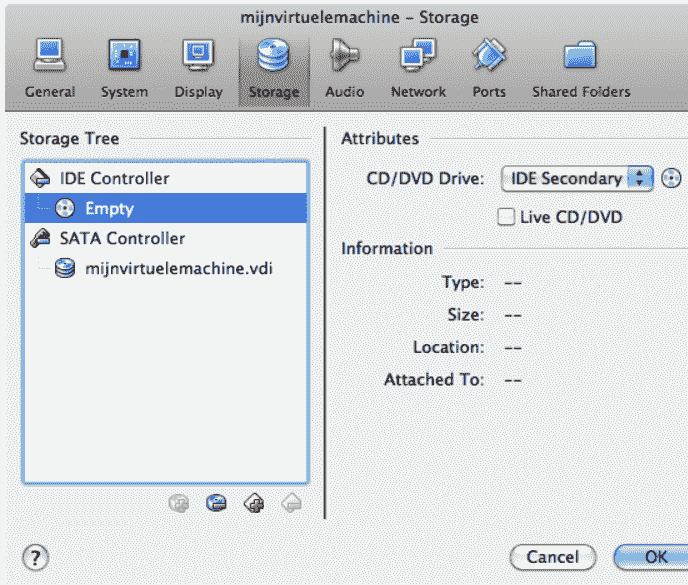 mijnvirtuelemachine – Storage
General System Display Storage Audio Network Ports Shared Folders
Storage Tree
IDE Controller
Empty
SATA Controller
mijnvirtuelemachine.vdi
Attributes
CD/DVD Drive: IDE Secondary
Live CD/DVD
Information
Type: --
Size: --
Location: --
Attached To: --
? Cancel OK